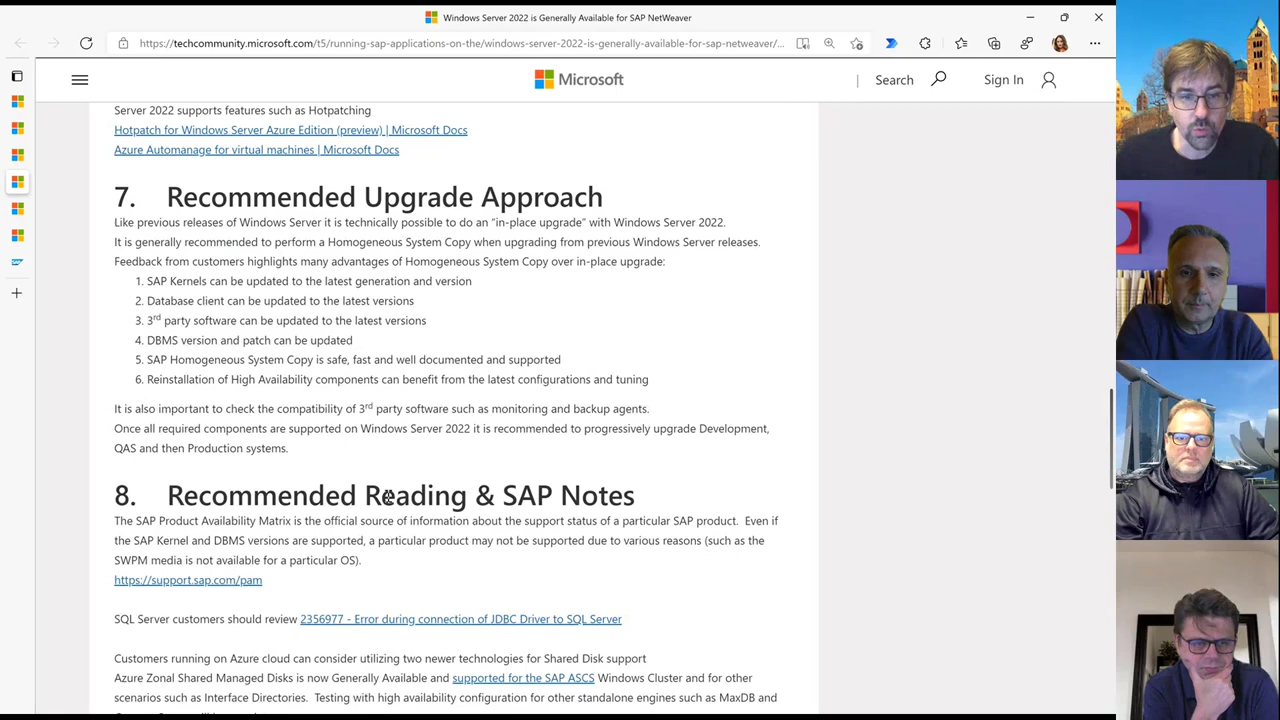 Windows Server 2022 is Generally Available for SAP NetWeaver
https://techcommunity.microsoft.com/t5/running-sap-applications-on-the/windows-server-2022-is-generally-available-for-sap-netweaver/...
Microsoft
Search
Sign In
Server 2022 supports features such as Hotpatching
Hotpatch for Windows Server Azure Edition (preview) | Microsoft Docs
Azure Automanage for virtual machines | Microsoft Docs
7. Recommended Upgrade Approach
Like previous releases of Windows Server it is technically possible to do an "in-place upgrade" with Windows Server 2022.
It is generally recommended to perform a Homogeneous System Copy when upgrading from previous Windows Server releases.
Feedback from customers highlights many advantages of Homogeneous System Copy over in-place upgrade:
1. SAP Kernels can be updated to the latest generation and version
2. Database client can be updated to the latest versions
3. 3rd party software can be updated to the latest versions
4. DBMS version and patch can be updated
5. SAP Homogeneous System Copy is safe, fast and well documented and supported
6. Reinstallation of High Availability components can benefit from the latest configurations and tuning
It is also important to check the compatibility of 3rd party software such as monitoring and backup agents.
Once all required components are supported on Windows Server 2022 it is recommended to progressively upgrade Development,
QAS and then Production systems.
8. Recommended Reading & SAP Notes
The SAP Product Availability Matrix is the official source of information about the support status of a particular SAP product. Even if
the SAP Kernel and DBMS versions are supported, a particular product may not be supported due to various reasons (such as the
SWPM media is not available for a particular OS).
https://support.sap.com/pam
SQL Server customers should review 2356977 - Error during connection of JDBC Driver to SQL Server
Customers running on Azure cloud can consider utilizing two newer technologies for Shared Disk support
Azure Zonal Shared Managed Disks is now Generally Available and supported for the SAP ASCS Windows Cluster and for other
scenarios such as Interface Directories. Testing with high availability configuration for other standalone engines such as MaxDB and